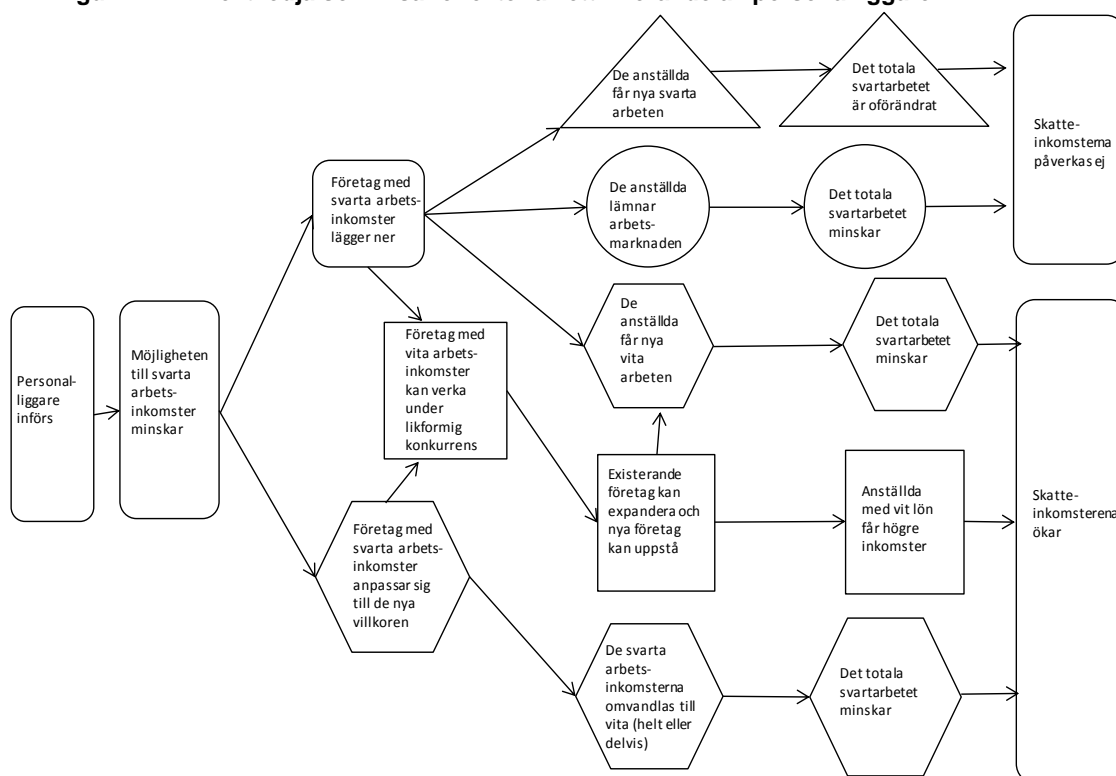 Personal-
liggare
införs
Möjligheten
till svarta
arbets-
inkomster
minskar
Företag med
svarta arbets-
inkomster
lägger ner
Företag med
vita arbets-
inkomster
kan verka
under
likformig
konkurrens
Företag med
svarta arbets-
inkomster
anpassar sig
till de nya
villkoren
De anställda
får nya svarta
arbeten
De anställda
lämnar
arbets-
marknaden
De
anställda
får nya
vita
arbeten
Existerande
företag kan
expandera och
nya företag
kan uppstå
De svarta
arbets-
inkomsterna
omvandlas till
vita (helt eller
delvis)
Det totala
svartarbetet
är oförändrat
Det totala
svartarbetet
minskar
Det totala
svartarbetet
minskar
Anställda
med vit lön
får högre
inkomster
Det totala
svartarbetet
minskar
Skatte-
inkomsterna
påverkas ej
Skatte-
inkomsterena
ökar